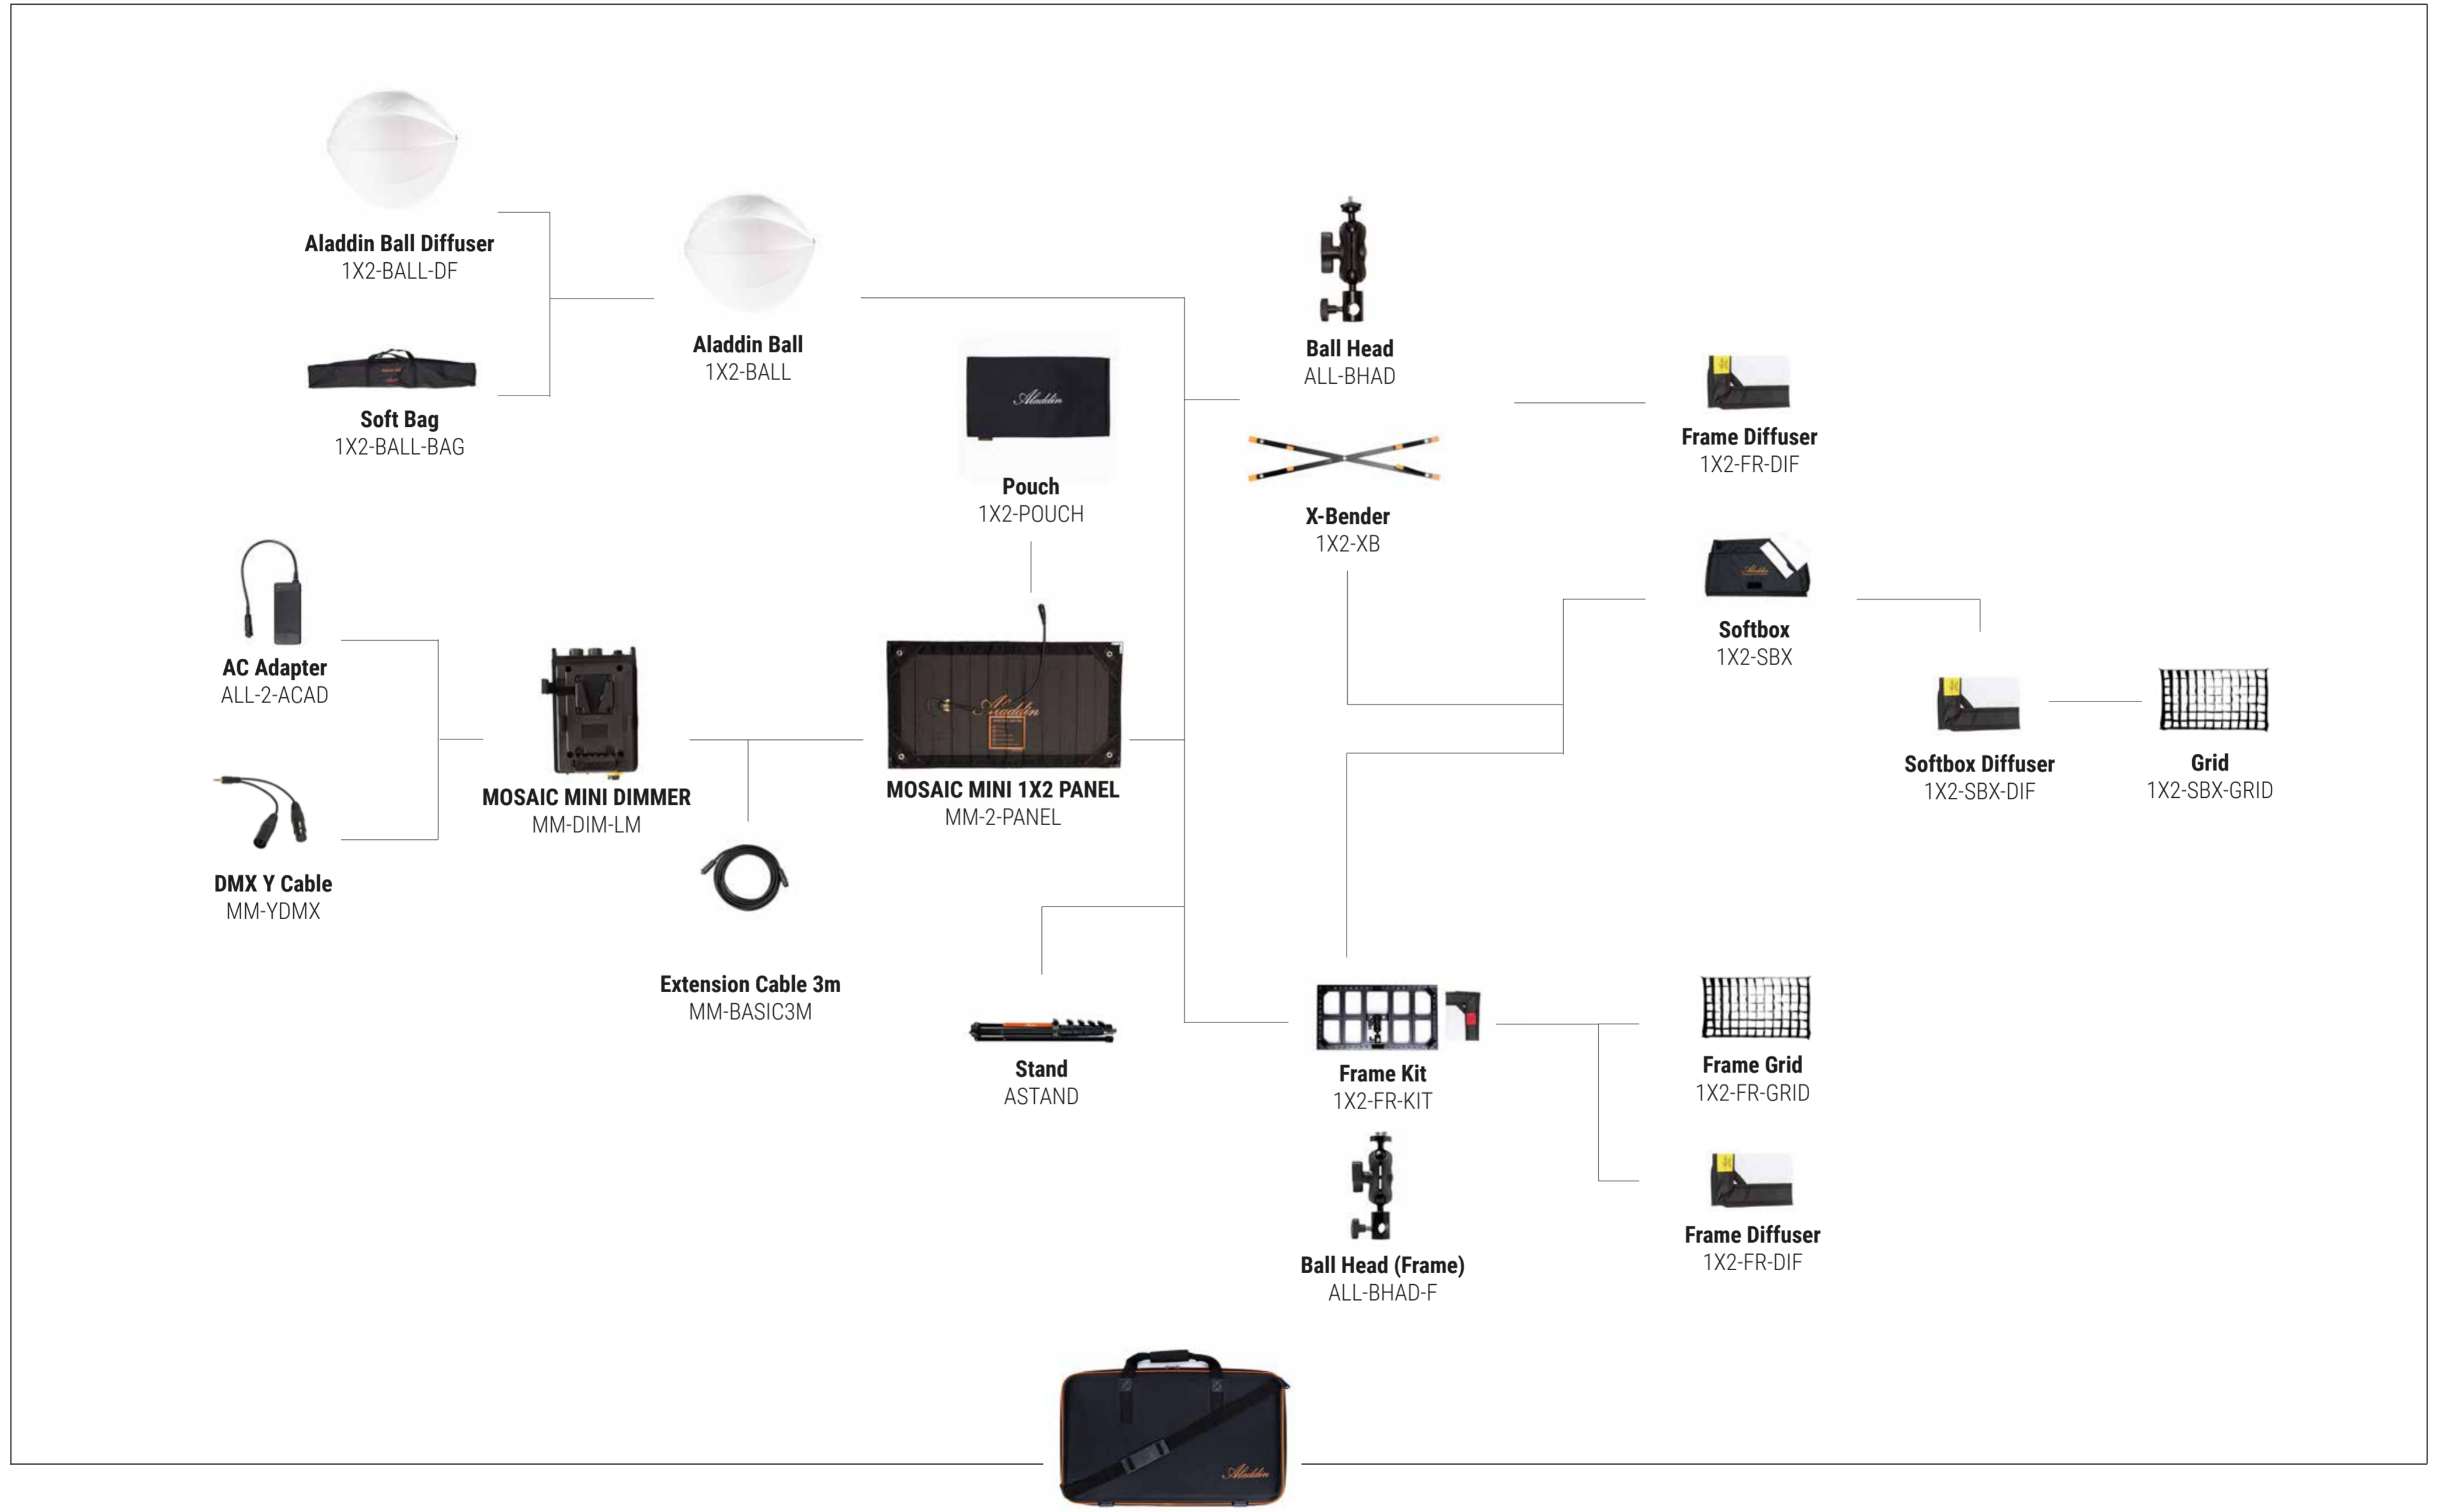 Aladdin Ball Diffuser
1X2-BALL-DF
Soft Bag
1X2-BALL-BAG
Aladdin Ball
1X2-BALL
Aladdin
Pouch
1X2-POUCH
Ball Head
ALL-BHAD
X-Bender
1X2-XB
Frame Diffuser
1X2-FR-DIF
Aladdin
Softbox
1X2-SBX
Softbox Diffuser
1X2-SBX-DIF
Grid
1X2-SBX-GRID
AC Adapter
ALL-2-ACAD
DMX Y Cable
MM-YDMX
MOSAIC MINI DIMMER
MM-DIM-LM
Extension Cable 3m
MM-BASIC3M
Aladdin
MOSAIC MINI 1X2 PANEL
MM-2-PANEL
Stand
ASTAND
Frame Kit
1X2-FR-KIT
Ball Head (Frame)
ALL-BHAD-F
Frame Grid
1X2-FR-GRID
Frame Diffuser
1X2-FR-DIF
Aladdin